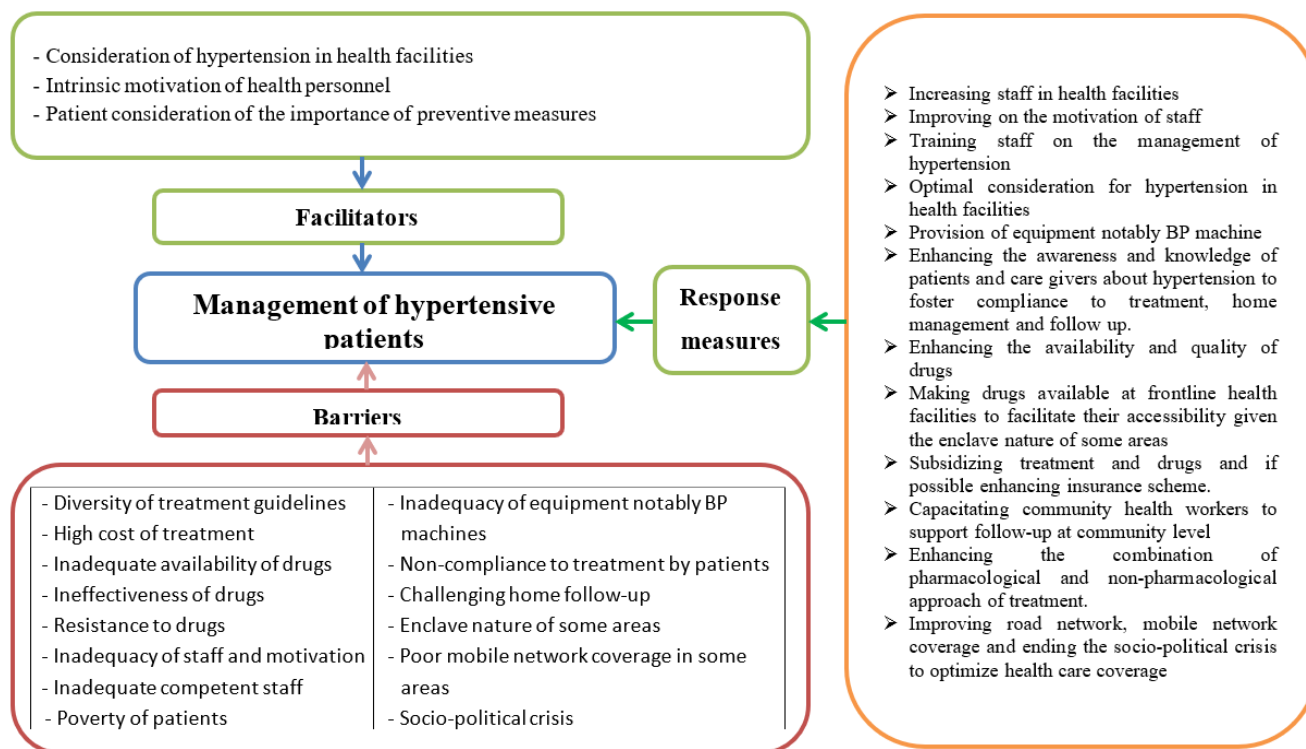 - Consideration of hypertension in health facilities
- Intrinsic motivation of health personnel
- Patient consideration of the importance of preventive measures
Facilitators
Management of hypertensive
patients
Response
measures
Barriers
- Diversity of treatment guidelines
- High cost of treatment
- Inadequate availability of drugs
- Ineffectiveness of drugs
- Resistance to drugs
- Inadequacy of staff and motivation
- Inadequate competent staff
- Poverty of patients
- Inadequacy of equipment notably BP
machines
- Non-compliance to treatment by patients
- Challenging home follow-up
- Enclave nature of some areas
- Poor mobile network coverage in some
areas
- Socio-political crisis
➢ Increasing staff in health facilities
➢ Improving on the motivation of staff
➢ Training staff on the management of
hypertension
➢ Optimal consideration for hypertension in
health facilities
➢ Provision of equipment notably BP machine
➢ Enhancing the awareness and knowledge of
patients and care givers about hypertension to
foster compliance to treatment, home
management and follow up.
➢ Enhancing the availability and quality of
drugs
➢ Making drugs available at frontline health
facilities to facilitate their accessibility given
the enclave nature of some areas
➢ Subsidizing treatment and drugs and if
possible enhancing insurance scheme.
➢ Capacitating community health workers to
support follow-up at community level
➢ Enhancing the combination of
pharmacological and non-pharmacological
approach of treatment.
➢ Improving road network, mobile network
coverage and ending the socio-political crisis
to optimize health care coverage